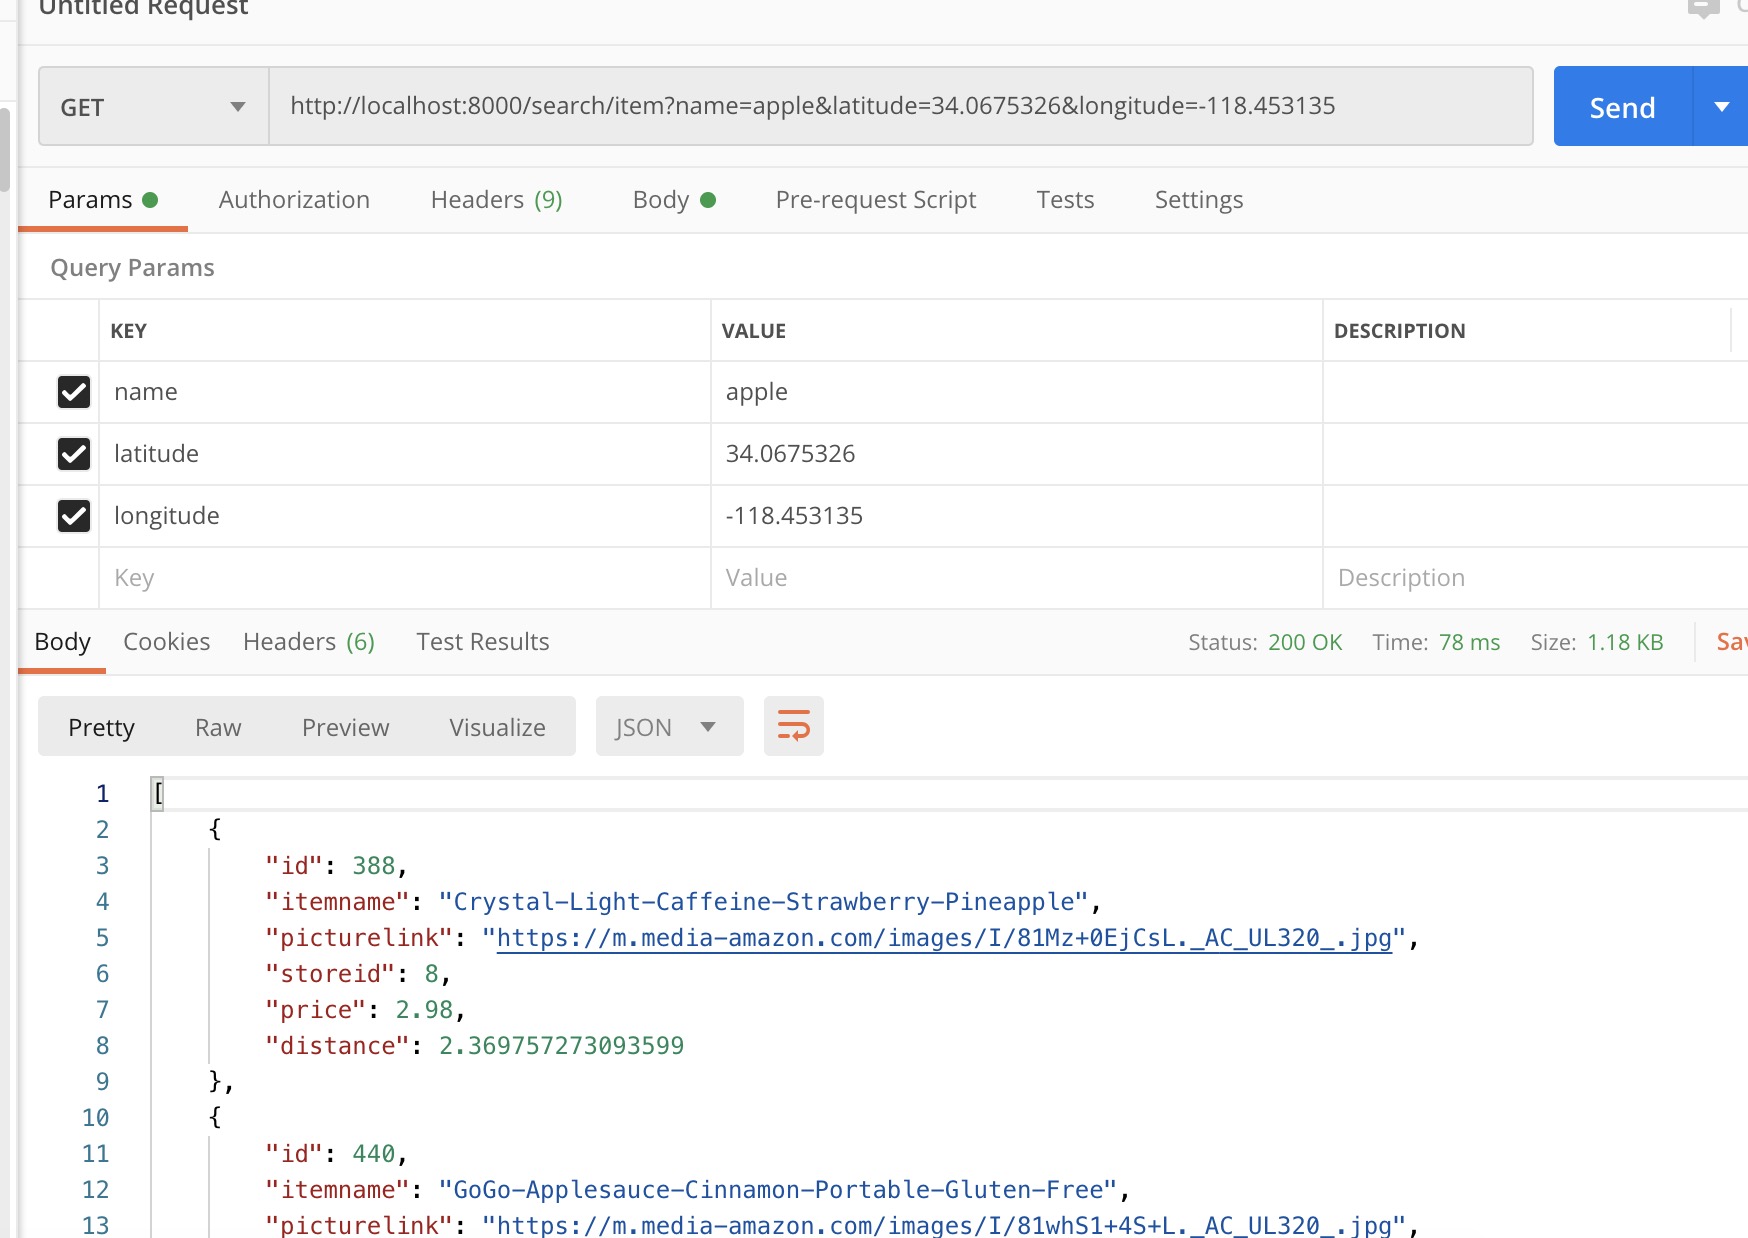 Untitled Request
GET http://localhost:8000/search/item?name=apple&latitude=34.0675326&longitude=-118.453135 Send
Params Authorization Headers (9) Body Pre-request Script Tests Settings
Query Params
KEY VALUE DESCRIPTION
name apple
latitude 34.0675326
longitude -118.453135
Key Value Description
Body Cookies Headers (6) Test Results Status: 200 OK Time: 78 ms Size: 1.18 KB
Pretty Raw Preview Visualize JSON
1 [
2 {
3 "id": 388,
4 "itemname": "Crystal-Light-Caffeine-Strawberry-Pineapple",
5 "picturelink": "https://m.media-amazon.com/images/I/81Mz+0EjCsL._AC_UL320_.jpg",
6 "storeid": 8,
7 "price": 2.98,
8 "distance": 2.369757273093599
9 },
10 {
11 "id": 440,
12 "itemname": "GoGo-Applesauce-Cinnamon-Portable-Gluten-Free",
13 "picturelink": "https://m.media-amazon.com/images/I/81whS1+4S+L._AC_UL320_.jpg",